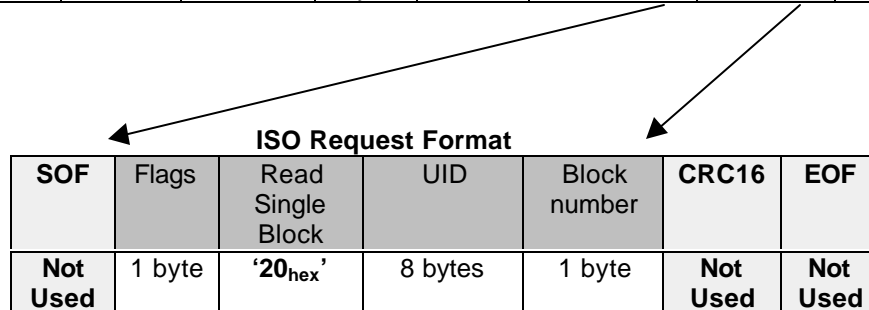 ISO Request Format
SOF Flags Read Single Block UID Block number CRC16 EOF
Not Used 1 byte ‘20hex’ 8 bytes 1 byte Not Used Not Used